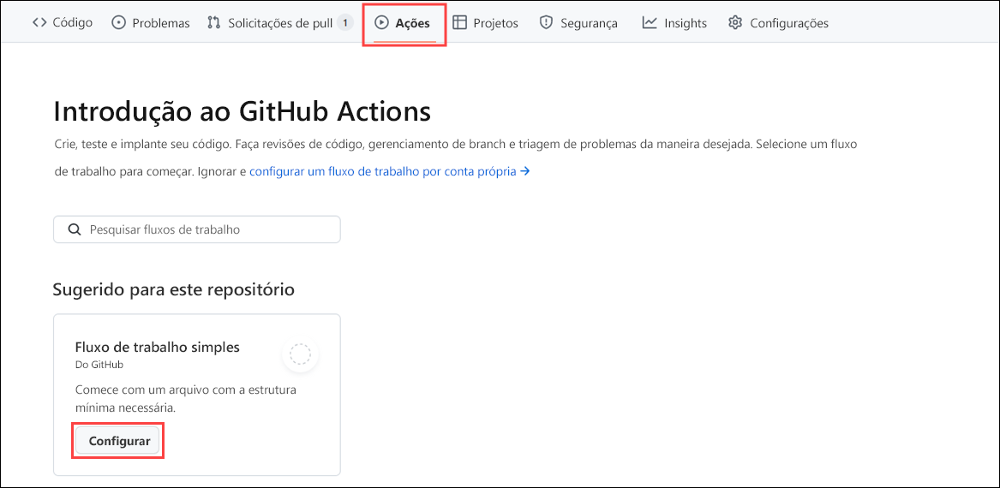 Código Problemas Solicitações de pull 1 Ações Projetos Segurança Insights Configurações
Introdução ao GitHub Actions
Crie, teste e implante seu código. Faça revisões de código, gerenciamento de branch e triagem de problemas da maneira desejada. Selecione um fluxo
de trabalho para começar. Ignorar e configurar um fluxo de trabalho por conta própria →
Pesquisar fluxos de trabalho
Sugerido para este repositório
Fluxo de trabalho simples
Do GitHub
Comece com um arquivo com a estrutura
mínima necessária.
Configurar